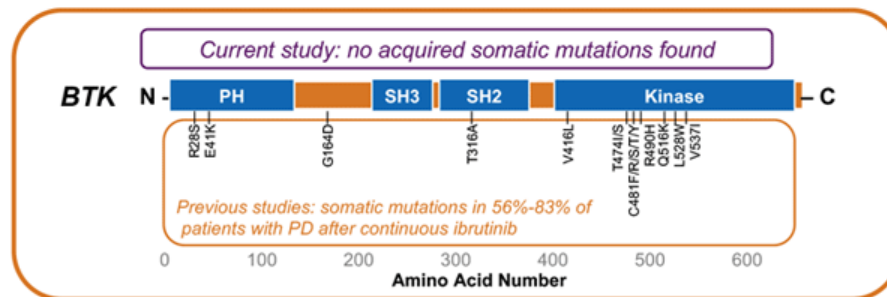 Current study: no acquired somatic mutations found
BTK N - PH SH3 SH2 Kinase - C
R28S E41K G164D T316A V416L T474I/S C481F/R/S/T/Y R490H Q516K L528W V537I
Previous studies: somatic mutations in 56%-83% of
patients with PD after continuous ibrutinib
0 100 200 300 400 500 600
Amino Acid Number